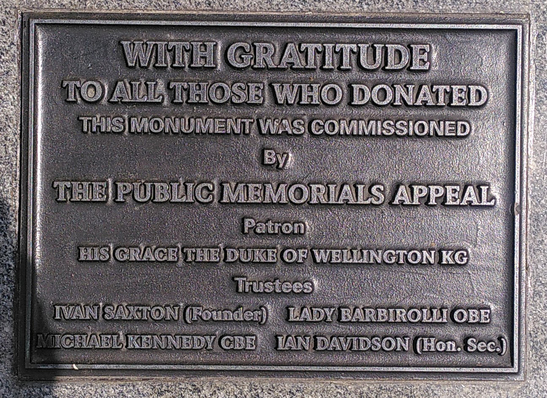 WITH GRATITUDE
TO ALL THOSE WHO DONATED
THIS MONUMENT WAS COMMISSIONED
By
THE PUBLIC MEMORIALS APPEAL
Patron
HIS GRACE THE DUKE OF WELLINGTON KG
Trustees
IVAN SAXTON (Founder) LADY BARBIROLLI OBE
MICHAEL KENNEDY CBE IAN DAVIDSON (Hon. Sec.)